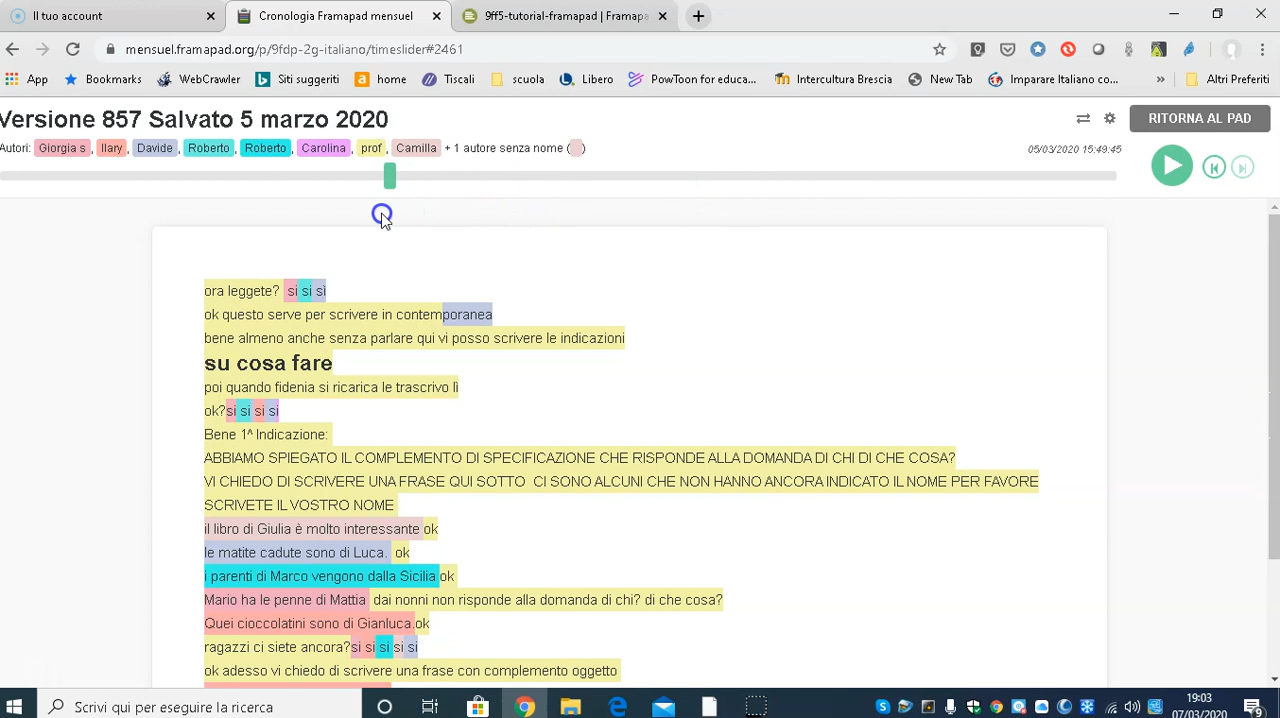 Il tuo account
Cronologia Framapad mensuel
9ff5-tutorial-framapad | Framapa
mensuel.framapad.org/p/9fdp-2g-italiano/timeslider#2461
App Bookmarks WebCrawler Siti suggeriti home Tiscali scuola Libero PowToon for educa... Intercultura Brescia New Tab Imparare Italiano co... » Altri Preferiti
Versione 857 Salvato 5 marzo 2020
RITORNA AL PAD
Autori: Giorgia s, Ilary, Davide, Roberto, Roberto, Carolina, prof, Camilla + 1 autore senza nome ( )
05/03/2020 15:49:45
ora leggete? si si sì
ok questo serve per scrivere in contemporanea
bene almeno anche senza parlare qui vi posso scrivere le indicazioni
su cosa fare
poi quando fidenia si ricarica le trascrivo lì
ok?si si si si
Bene 1^ Indicazione:
ABBIAMO SPIEGATO IL COMPLEMENTO DI SPECIFICAZIONE CHE RISPONDE ALLA DOMANDA DI CHI DI CHE COSA?
VI CHIEDO DI SCRIVERE UNA FRASE QUI SOTTO CI SONO ALCUNI CHE NON HANNO ANCORA INDICATO IL NOME PER FAVORE
SCRIVETE IL VOSTRO NOME
il libro di Giulia è molto interessante ok
le matite cadute sono di Luca. ok
i parenti di Marco vengono dalla Sicilia ok
Mario ha le penne di Mattia dai nonni non risponde alla domanda di chi? di che cosa?
Quei cioccolatini sono di Gianluca.ok
ragazzi ci siete ancora?si si sì si si
ok adesso vi chiedo di scrivere una frase con complemento oggetto
Scrivi qui per eseguire la ricerca
19:03
07/03/2020
9